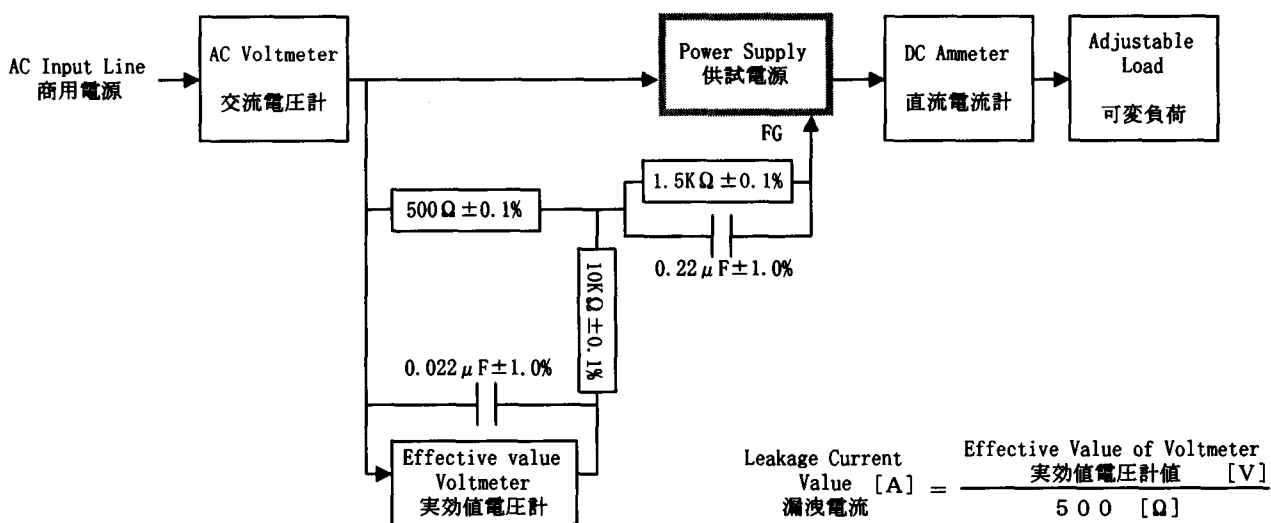 AC Input Line
商用電源
AC Voltmeter
交流電圧計
Power Supply
供試電源
DC Ammeter
直流電流計
Adjustable
Load
可変負荷
FG
1.5KΩ±0.1%
500Ω±0.1%
0.22μF±1.0%
10KΩ±0.1%
0.022μF±1.0%
Effective value
Voltmeter
実効値電圧計
Leakage Current
Value [A] =
漏洩電流
Effective Value of Voltmeter
実効値電圧計値 [V]
500 [Ω]